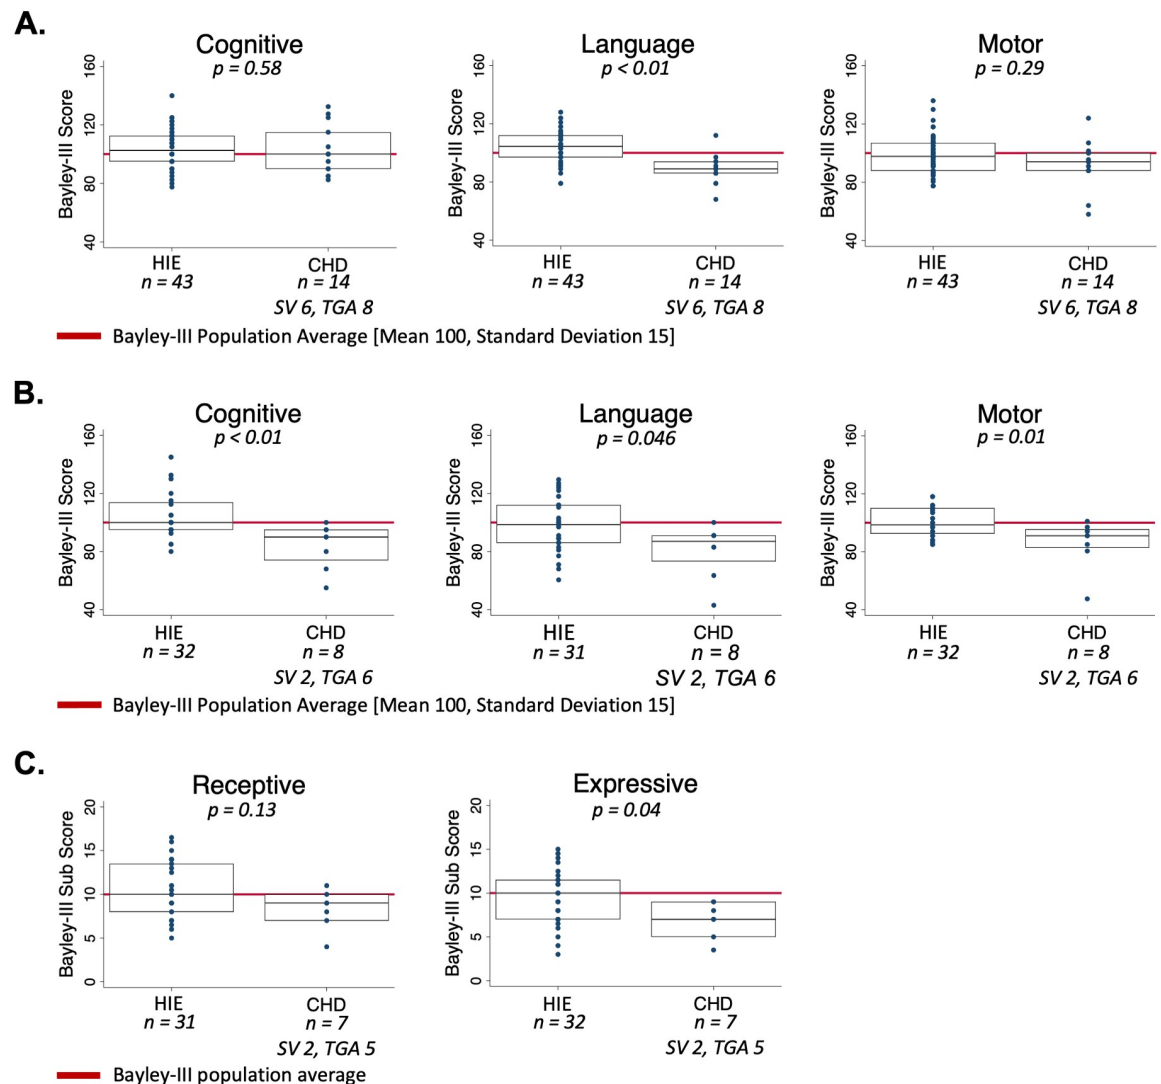 A.
Cognitive
p = 0.58
Bayley-III Score
160
120
80
40
HIE
n = 43
CHD
n = 14
SV 6, TGA 8
Language
p < 0.01
Bayley-III Score
160
120
80
40
HIE
n = 43
CHD
n = 14
SV 6, TGA 8
Motor
p = 0.29
Bayley-III Score
160
120
80
40
HIE
n = 43
CHD
n = 14
SV 6, TGA 8
Bayley-III Population Average [Mean 100, Standard Deviation 15]
B.
Cognitive
p < 0.01
Bayley-III Score
160
120
80
40
HIE
n = 32
CHD
n = 8
SV 2, TGA 6
Language
p = 0.046
Bayley-III Score
160
120
80
40
HIE
n = 31
CHD
n = 8
SV 2, TGA 6
Motor
p = 0.01
Bayley-III Score
160
120
80
40
HIE
n = 32
CHD
n = 8
SV 2, TGA 6
Bayley-III Population Average [Mean 100, Standard Deviation 15]
C.
Receptive
p = 0.13
Bayley-III Sub Score
20
15
10
5
0
HIE
n = 31
CHD
n = 7
SV 2, TGA 5
Expressive
p = 0.04
Bayley-III Sub Score
20
15
10
5
0
HIE
n = 32
CHD
n = 7
SV 2, TGA 5
Bayley-III population average